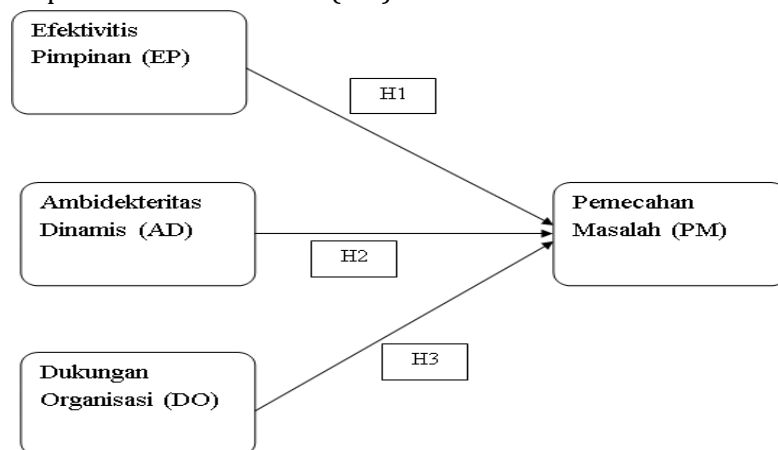 Efektivitis
Pimpinan (EP)
H1
Ambidekteritas
Dinamis (AD)
Pemecahan
Masalah (PM)
H2
H3
Dukungan
Organisasi (DO)